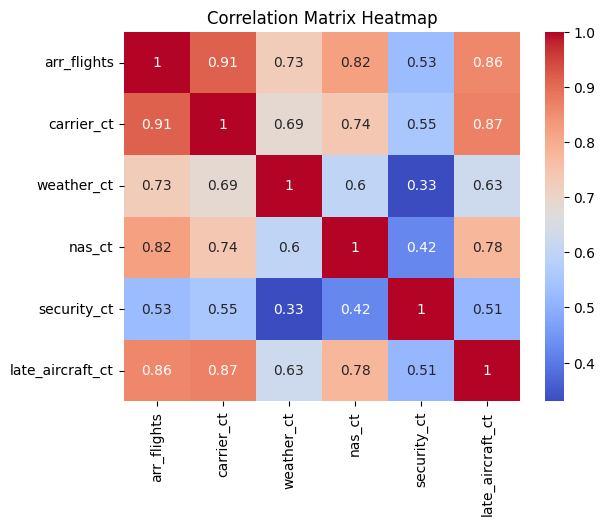 Correlation Matrix Heatmap
arr_flights 1 0.91 0.73 0.82 0.53 0.86
carrier_ct 0.91 1 0.69 0.74 0.55 0.87
weather_ct 0.73 0.69 1 0.6 0.33 0.63
nas_ct 0.82 0.74 0.6 1 0.42 0.78
security_ct 0.53 0.55 0.33 0.42 1 0.51
late_aircraft_ct 0.86 0.87 0.63 0.78 0.51 1
arr_flights
carrier_ct
weather_ct
nas_ct
security_ct
late_aircraft_ct
1.0
0.9
0.8
0.7
0.6
0.5
0.4